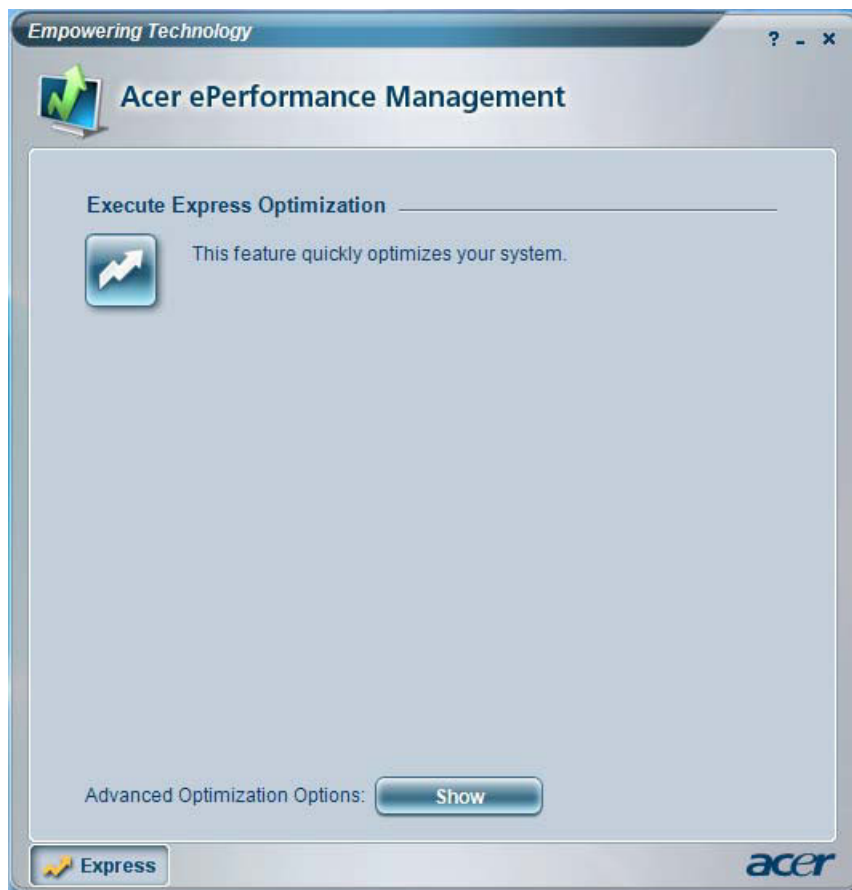 Empowering Technology
? - ×
Acer ePerformance Management
Execute Express Optimization
This feature quickly optimizes your system.
Advanced Optimization Options: Show
Express
acer